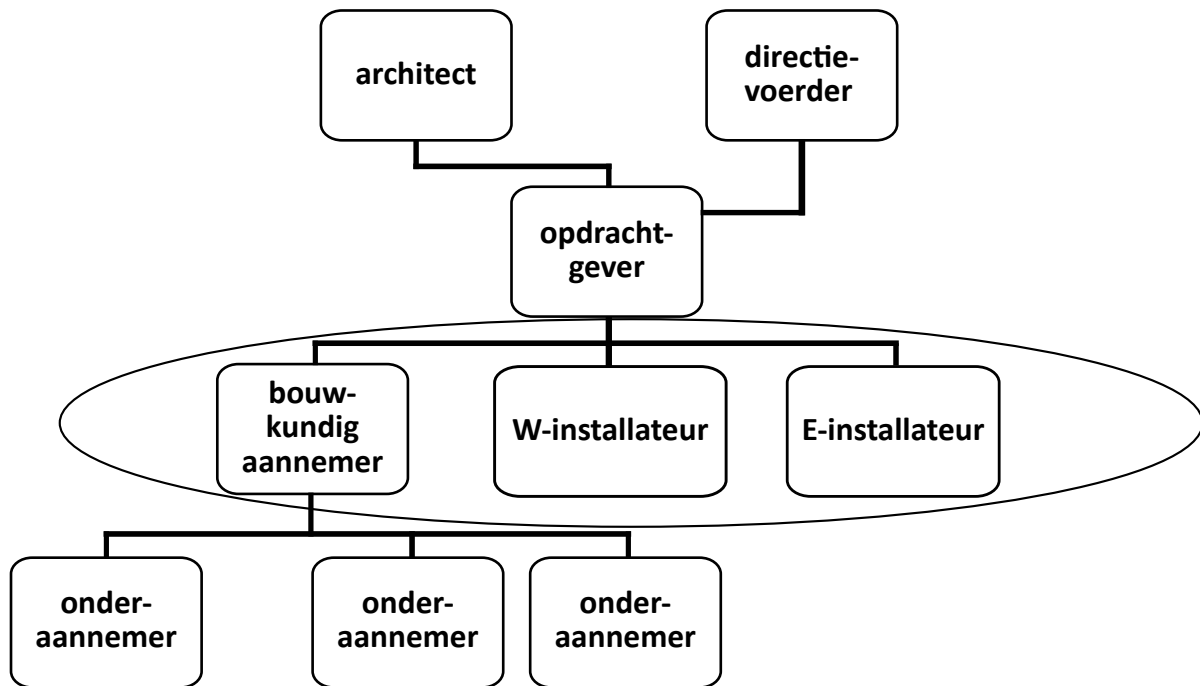 architect
directie-
voerder
opdracht-
gever
bouw-
kundig
aannemer
W-installateur
E-installateur
onder-
aannemer
onder-
aannemer
onder-
aannemer